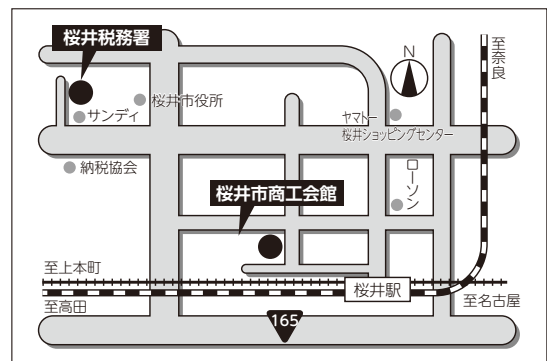 桜井税務署
N
至奈良
桜井市役所
サンディ
ヤマトー
桜井ショッピングセンター
納税協会
ローソン
桜井市商工会館
至上本町
桜井駅
至高田
至名古屋
165